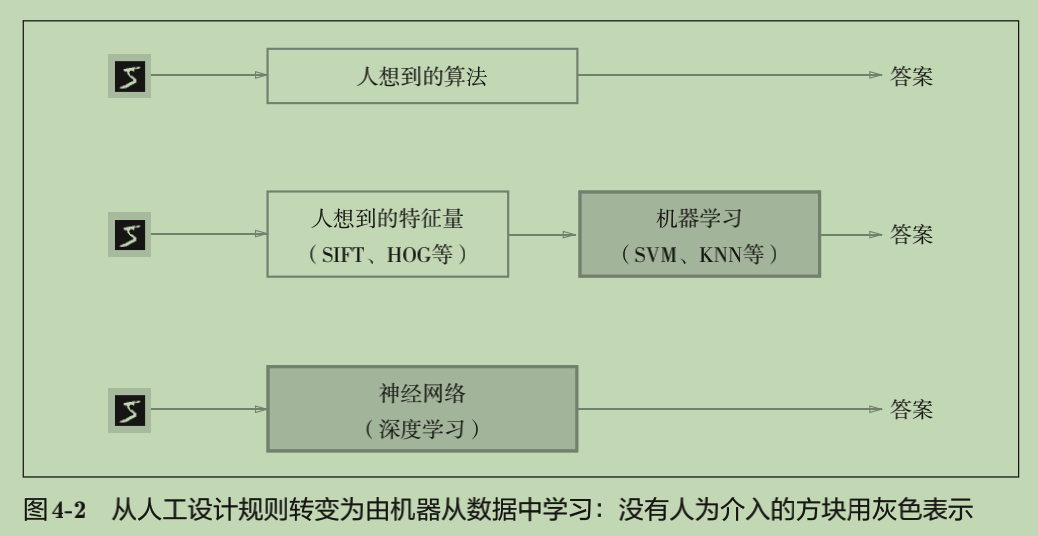 人想到的算法
答案
人想到的特征量
（SIFT、HOG等）
机器学习
（SVM、KNN等）
答案
神经网络
（深度学习）
答案
图4-2 从人工设计规则转变为由机器从数据中学习：没有人为介入的方块用灰色表示